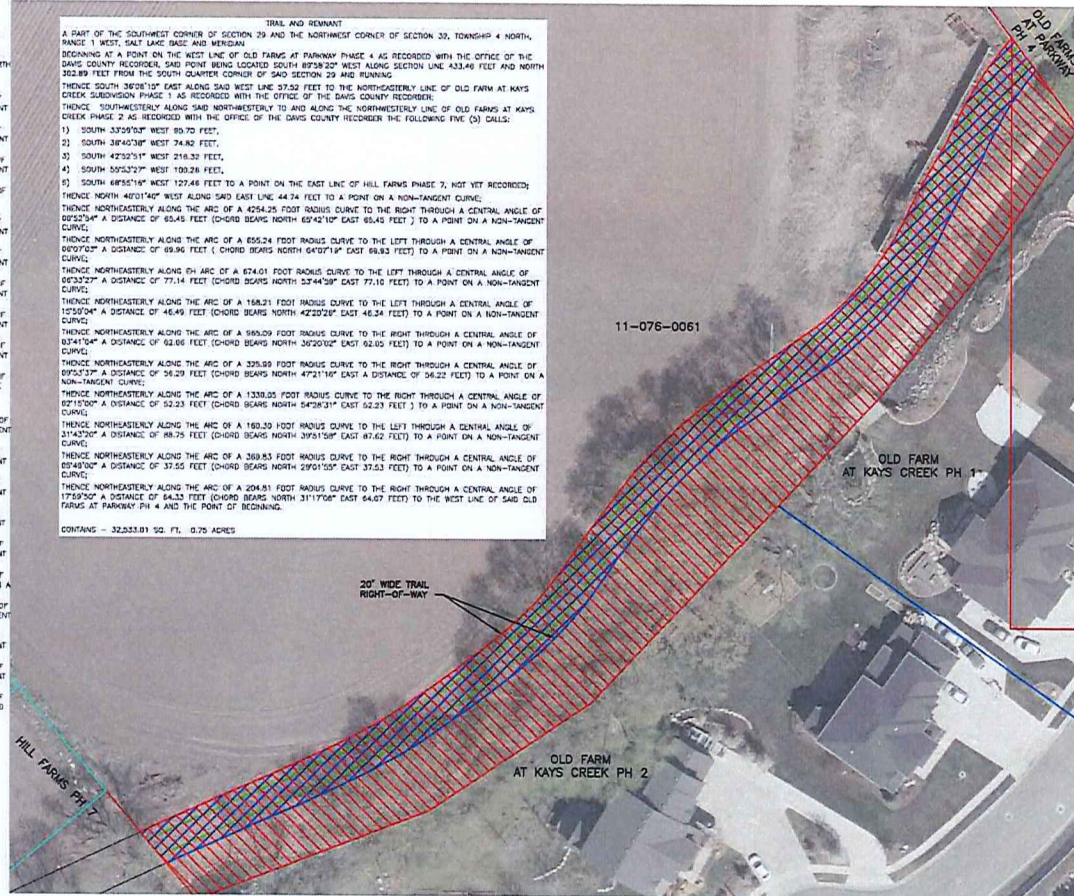 TRAIL AND REMNANT
A PART OF THE SOUTHWEST CORNER OF SECTION 29 AND THE NORTHWEST CORNER OF SECTION 32, TOWNSHIP 4 NORTH,
RANGE 1 WEST, SALT LAKE BASE AND MERIDIAN
BEGINNING AT A POINT ON THE WEST LINE OF OLD FARMS AT PARKWAY PHASE 4 AS RECORDED WITH THE OFFICE OF THE
DAVIS COUNTY RECORDER, SAID POINT BEING LOCATED SOUTH 89°58'20" WEST ALONG SECTION LINE 433.46 FEET AND NORTH
302.89 FEET FROM THE SOUTH QUARTER CORNER OF SAID SECTION 29 AND RUNNING
THENCE SOUTH 36°08'15" EAST ALONG SAID WEST LINE 57.52 FEET TO THE NORTHEASTERLY LINE OF OLD FARM AT KAYS
CREEK SUBDIVISION PHASE 1 AS RECORDED WITH THE OFFICE OF THE DAVIS COUNTY RECORDER;
THENCE SOUTHWESTERLY ALONG SAID NORTHWESTERLY TO AND ALONG THE NORTHWESTERLY LINE OF OLD FARMS AT KAYS
CREEK PHASE 2 AS RECORDED WITH THE OFFICE OF THE DAVIS COUNTY RECORDER THE FOLLOWING FIVE (5) CALLS:
1) SOUTH 33°59'03" WEST 95.70 FEET,
2) SOUTH 38°40'38" WEST 74.82 FEET,
3) SOUTH 42°52'51" WEST 216.32 FEET,
4) SOUTH 55°53'27" WEST 100.28 FEET,
5) SOUTH 68°55'16" WEST 127.46 FEET TO A POINT ON THE EAST LINE OF HILL FARMS PHASE 7, NOT YET RECORDED;
THENCE NORTH 40°01'40" WEST ALONG SAID EAST LINE 44.74 FEET TO A POINT ON A NON-TANGENT CURVE;
THENCE NORTHEASTERLY ALONG THE ARC OF A 4254.25 FOOT RADIUS CURVE TO THE RIGHT THROUGH A CENTRAL ANGLE OF
00°52'54" A DISTANCE OF 65.45 FEET (CHORD BEARS NORTH 65°42'10" EAST 65.45 FEET ) TO A POINT ON A NON-TANGENT
CURVE;
THENCE NORTHEASTERLY ALONG THE ARC OF A 655.24 FOOT RADIUS CURVE TO THE LEFT THROUGH A CENTRAL ANGLE OF
06°07'03" A DISTANCE OF 69.96 FEET ( CHORD BEARS NORTH 64°07'19" EAST 69.93 FEET) TO A POINT ON A NON-TANGENT
CURVE;
THENCE NORTHEASTERLY ALONG EH ARC OF A 674.01 FOOT RADIUS CURVE TO THE LEFT THROUGH A CENTRAL ANGLE OF
06°33'27" A DISTANCE OF 77.14 FEET (CHORD BEARS NORTH 53°44'59" EAST 77.10 FEET) TO A POINT ON A NON-TANGENT
CURVE;
THENCE NORTHEASTERLY ALONG THE ARC OF A 168.21 FOOT RADIUS CURVE TO THE LEFT THROUGH A CENTRAL ANGLE OF
15°50'04" A DISTANCE OF 46.49 FEET (CHORD BEARS NORTH 42°20'26" EAST 46.34 FEET) TO A POINT ON A NON-TANGENT
CURVE;
THENCE NORTHEASTERLY ALONG THE ARC OF A 965.09 FOOT RADIUS CURVE TO THE RIGHT THROUGH A CENTRAL ANGLE OF
03°41'04" A DISTANCE OF 62.06 FEET (CHORD BEARS NORTH 36°20'02" EAST 62.05 FEET) TO A POINT ON A NON-TANGENT
CURVE;
THENCE NORTHEASTERLY ALONG THE ARC OF A 325.99 FOOT RADIUS CURVE TO THE RIGHT THROUGH A CENTRAL ANGLE OF
09°53'37" A DISTANCE OF 56.29 FEET (CHORD BEARS NORTH 47°21'16" EAST A DISTANCE OF 56.22 FEET) TO A POINT ON A
NON-TANGENT CURVE;
THENCE NORTHEASTERLY ALONG THE ARC OF A 1330.05 FOOT RADIUS CURVE TO THE RIGHT THROUGH A CENTRAL ANGLE OF
02°15'00" A DISTANCE OF 52.23 FEET (CHORD BEARS NORTH 54°28'31" EAST 52.23 FEET ) TO A POINT ON A NON-TANGENT
CURVE;
THENCE NORTHEASTERLY ALONG THE ARC OF A 160.30 FOOT RADIUS CURVE TO THE LEFT THROUGH A CENTRAL ANGLE OF
31°43'20" A DISTANCE OF 88.75 FEET (CHORD BEARS NORTH 39°51'58" EAST 87.62 FEET) TO A POINT ON A NON-TANGENT
CURVE;
THENCE NORTHEASTERLY ALONG THE ARC OF A 369.83 FOOT RADIUS CURVE TO THE RIGHT THROUGH A CENTRAL ANGLE OF
05°49'00" A DISTANCE OF 37.55 FEET (CHORD BEARS NORTH 29°01'55" EAST 37.53 FEET) TO A POINT ON A NON-TANGENT
CURVE;
THENCE NORTHEASTERLY ALONG THE ARC OF A 204.81 FOOT RADIUS CURVE TO THE RIGHT THROUGH A CENTRAL ANGLE OF
17°59'50" A DISTANCE OF 64.33 FEET (CHORD BEARS NORTH 31°17'06" EAST 64.07 FEET) TO THE WEST LINE OF SAID OLD
FARMS AT PARKWAY PH 4 AND THE POINT OF BEGINNING.
CONTAINS - 32,533.01 SQ. FT. 0.75 ACRES
OLD FARMS
AT PARKWAY
PH 4
11-076-0061
OLD FARM
AT KAYS CREEK PH 1
20' WIDE TRAIL
RIGHT-OF-WAY
OLD FARM
AT KAYS CREEK PH 2
HILL FARMS PH 7